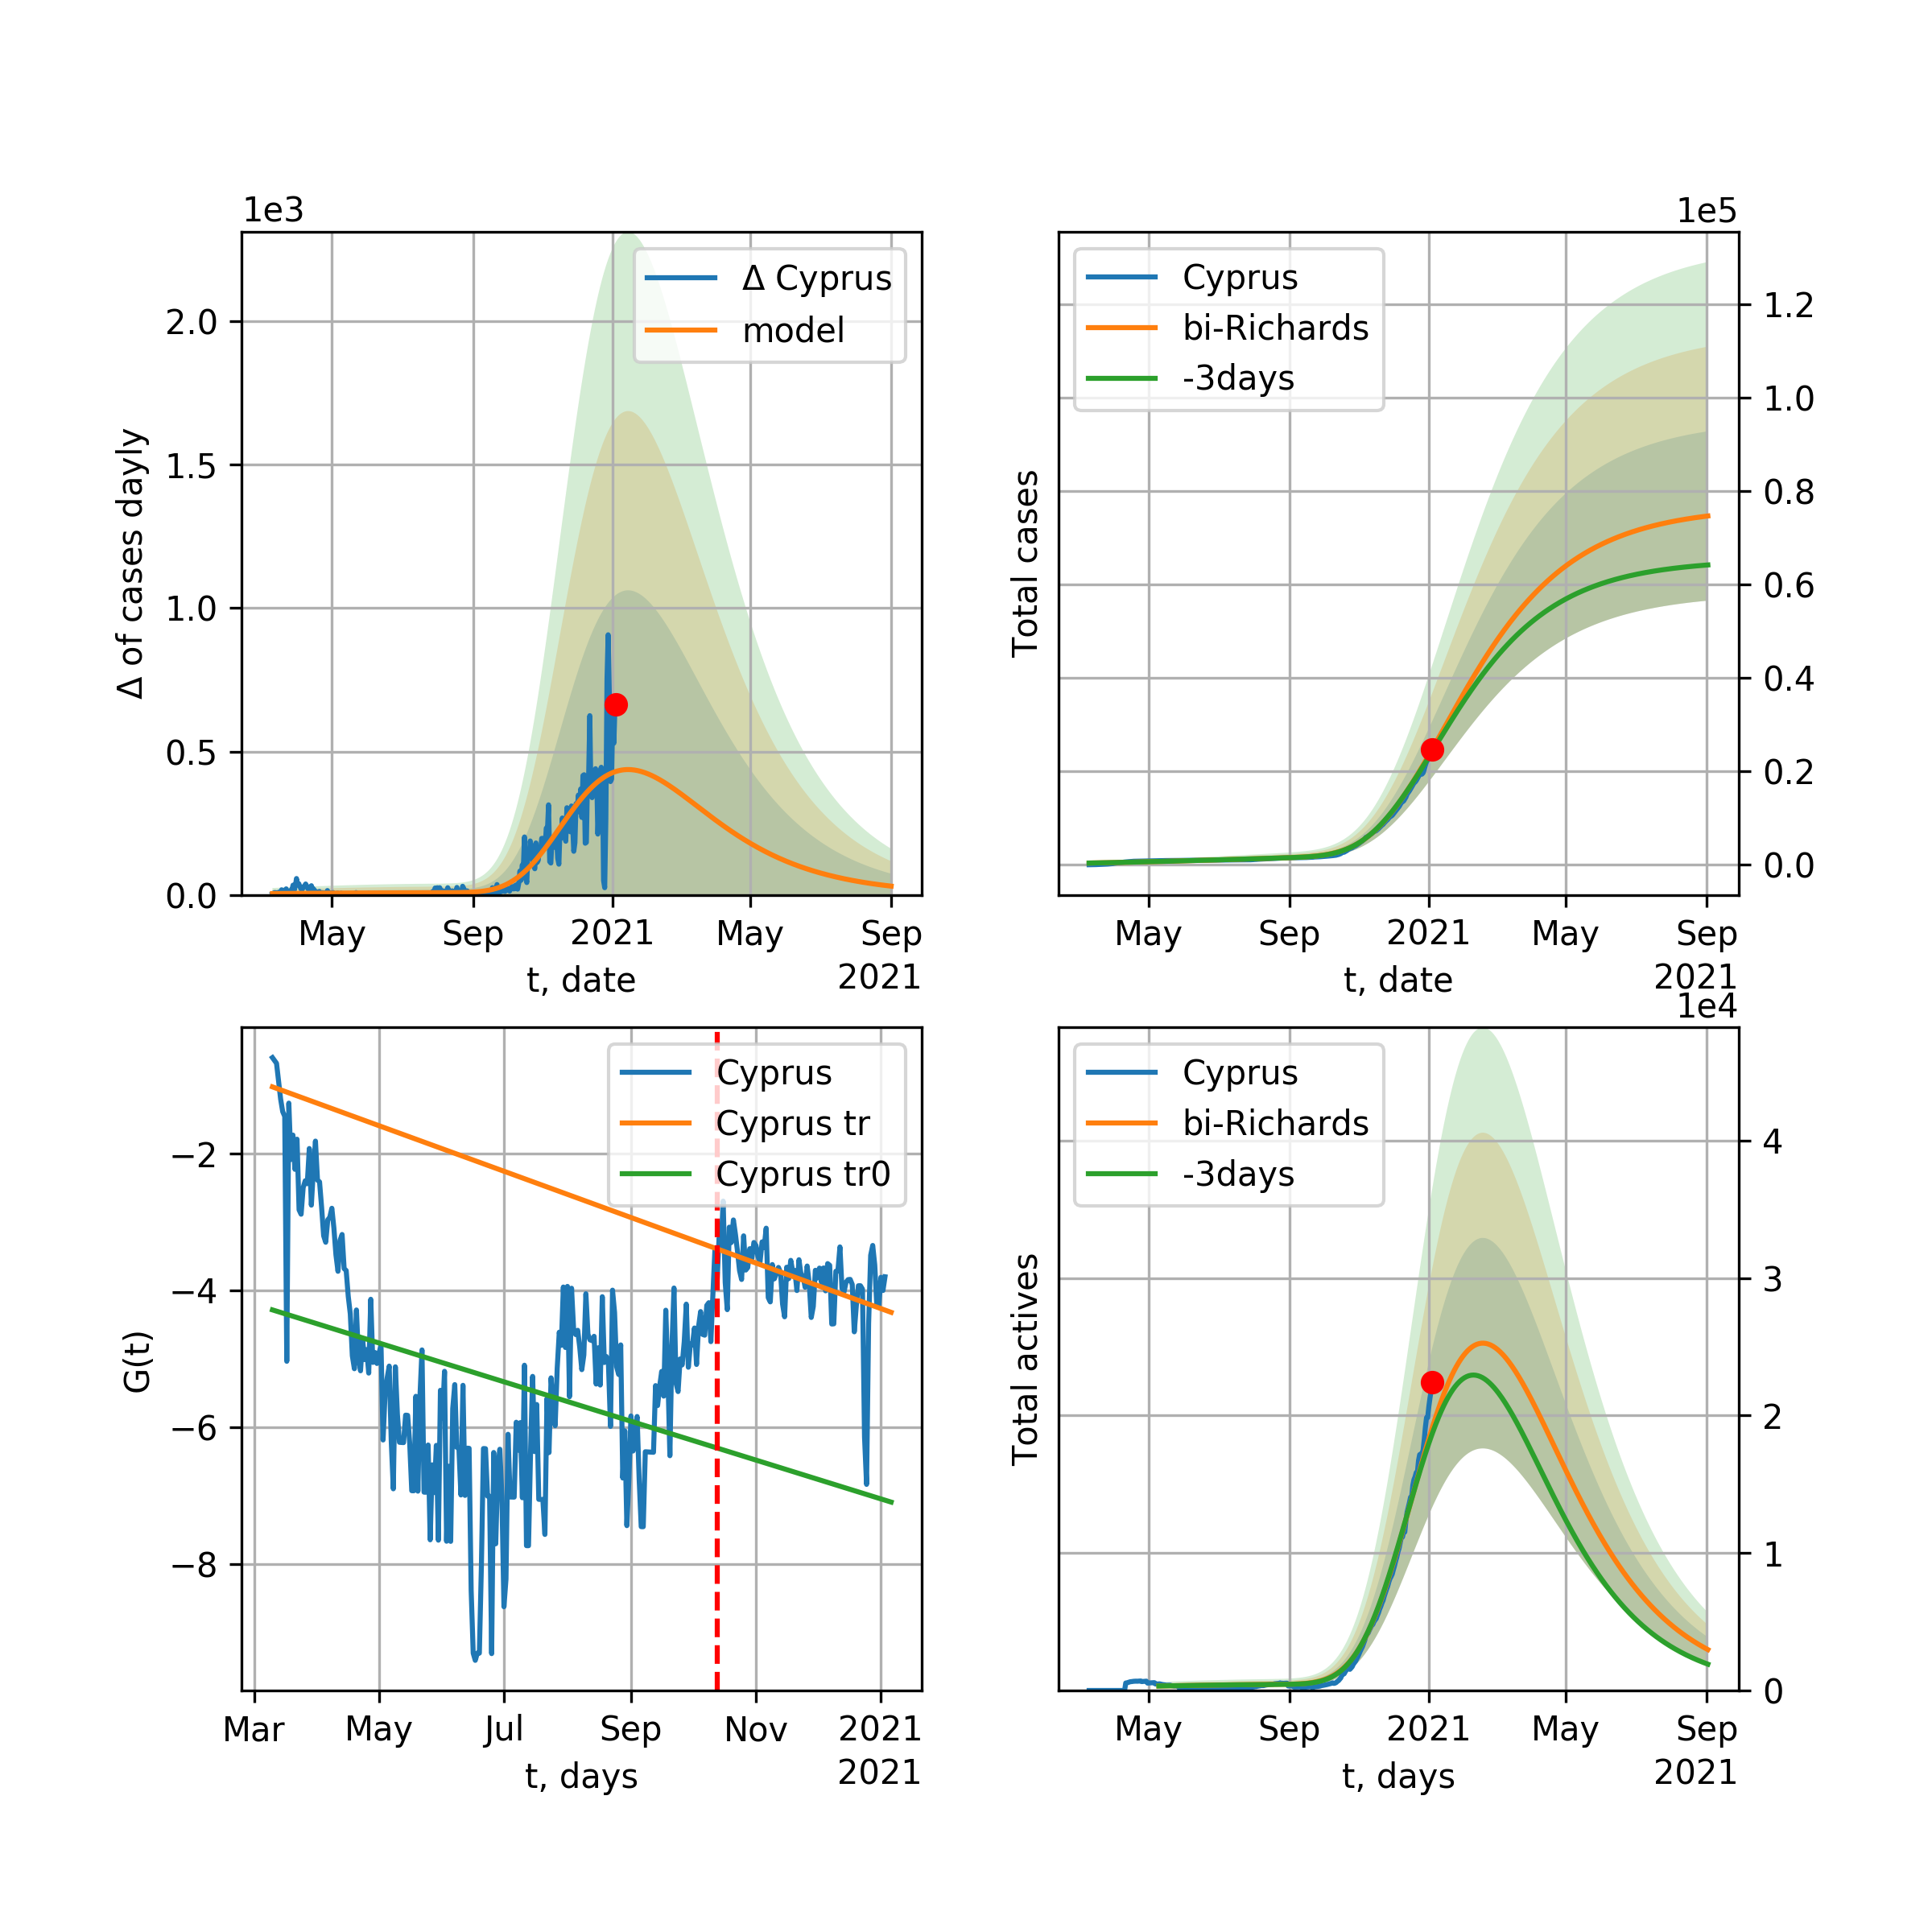 1e3
Δ Cyprus
model
2.0
1.5
1.0
0.5
0.0
Δ of cases dayly
May
Sep
2021
May
Sep
2021
t, date
1e5
Cyprus
bi-Richards
-3days
1.2
1.0
0.8
0.6
0.4
0.2
0.0
Total cases
May
Sep
2021
May
Sep
2021
t, date
Cyprus
Cyprus tr
Cyprus tr0
−2
−4
−6
−8
G(t)
Mar
May
Jul
Sep
Nov
2021
2021
t, days
1e4
Cyprus
bi-Richards
-3days
4
3
2
1
0
Total actives
May
Sep
2021
May
Sep
2021
t, days